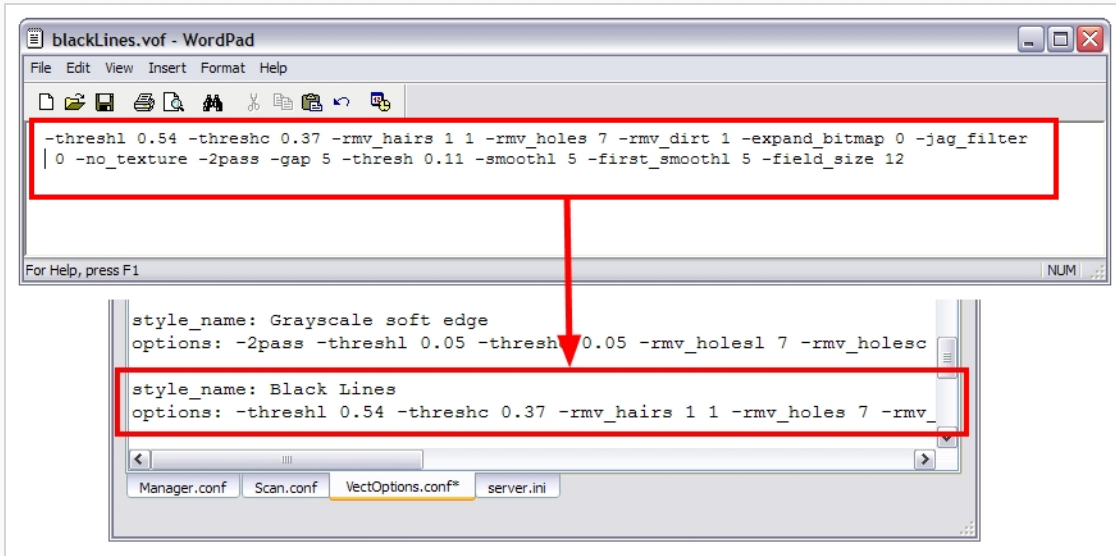 blackLines.vof - WordPad
File Edit View Insert Format Help
-threshl 0.54 -threshc 0.37 -rmv_hairs 1 1 -rmv_holes 7 -rmv_dirt 1 -expand_bitmap 0 -jag_filter
0 -no_texture -2pass -gap 5 -thresh 0.11 -smoothl 5 -first_smoothl 5 -field_size 12
For Help, press F1 NUM
style_name: Grayscale soft edge
options: -2pass -threshl 0.05 -thresh 0.05 -rmv_holesl 7 -rmv_holesc
style_name: Black Lines
options: -threshl 0.54 -threshc 0.37 -rmv_hairs 1 1 -rmv_holes 7 -rmv_
Manager.conf Scan.conf VectOptions.conf* server.ini